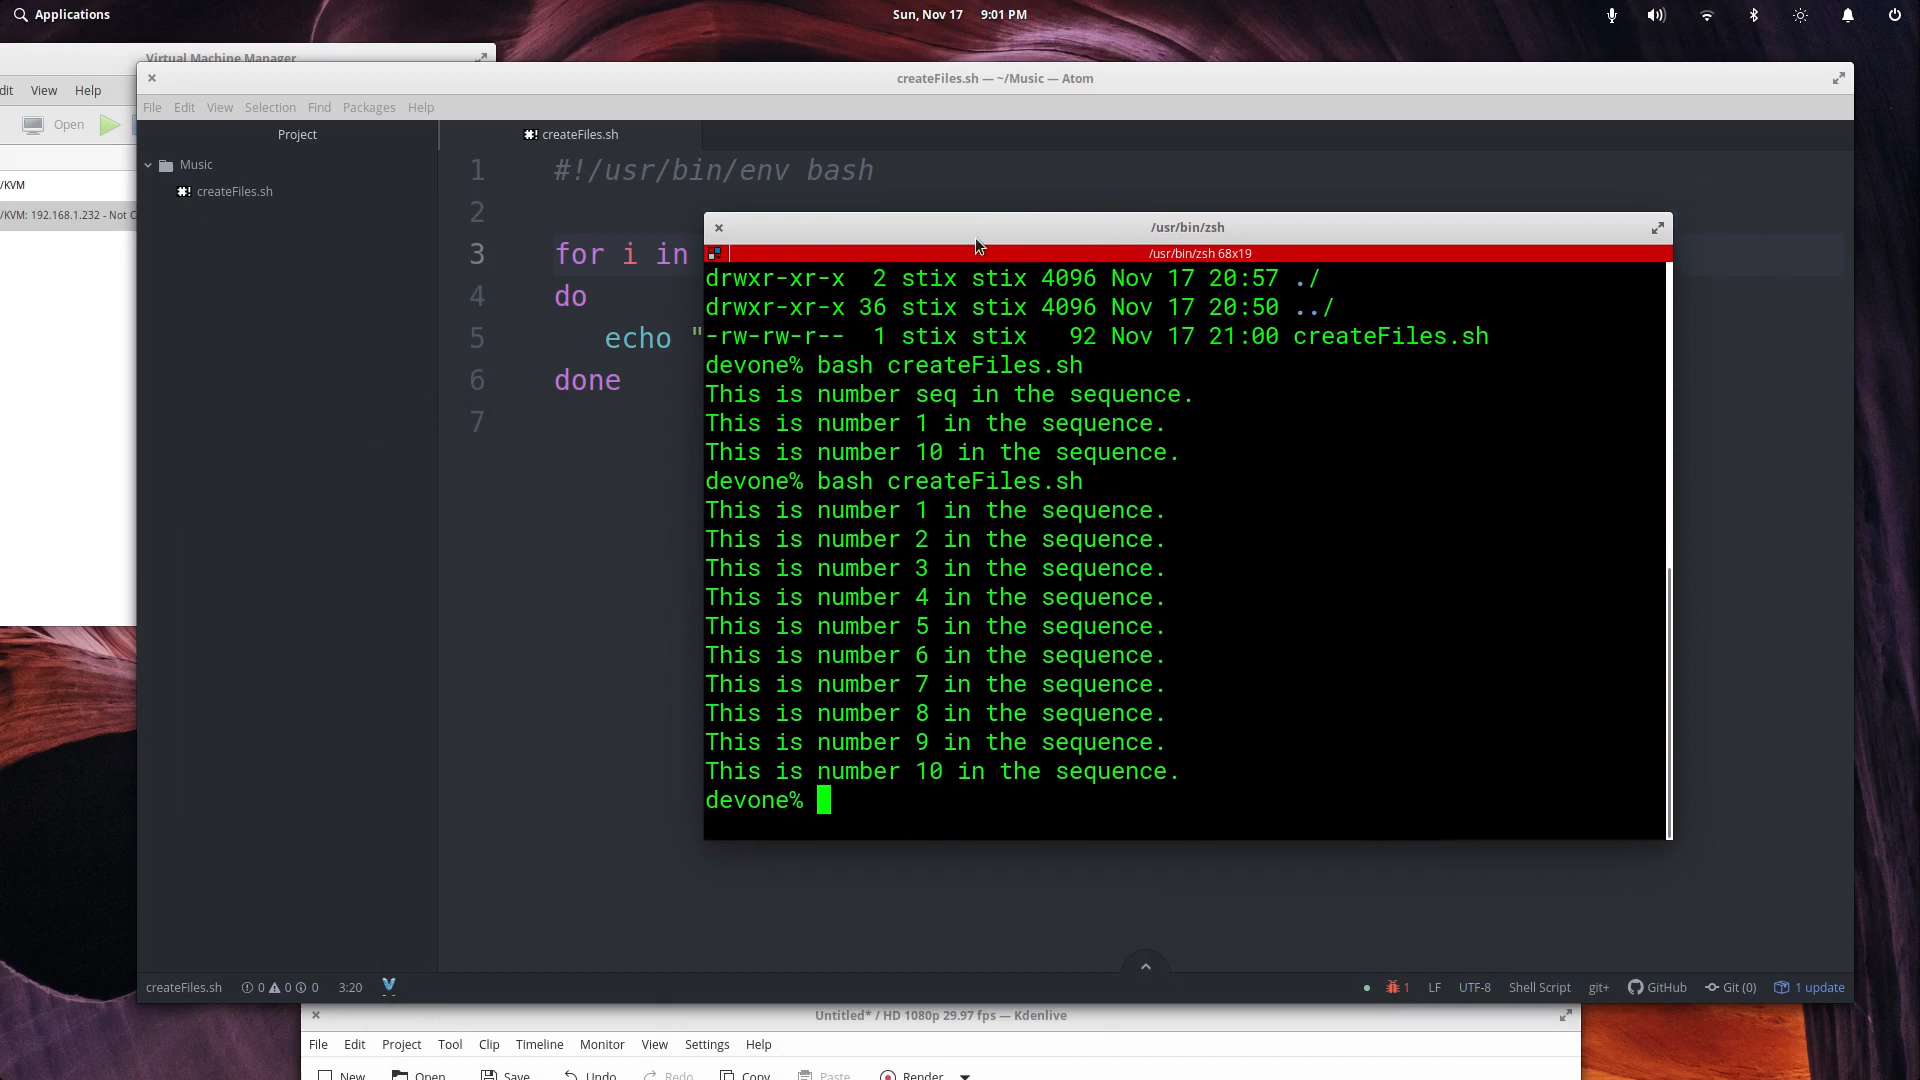 Applications
Sun, Nov 17 9:01 PM
Virtual Machine Manager
dit View Help
Open
/KVM
/KVM: 192.168.1.232 - Not C
createFiles.sh — ~/Music — Atom
File Edit View Selection Find Packages Help
Project
Music
createFiles.sh
createFiles.sh
1 #!/usr/bin/env bash
2
3 for i in
4 do
5 echo "
6 done
7
/usr/bin/zsh
/usr/bin/zsh 68x19
drwxr-xr-x 2 stix stix 4096 Nov 17 20:57 ./
drwxr-xr-x 36 stix stix 4096 Nov 17 20:50 ../
-rw-rw-r-- 1 stix stix 92 Nov 17 21:00 createFiles.sh
devone% bash createFiles.sh
This is number seq in the sequence.
This is number 1 in the sequence.
This is number 10 in the sequence.
devone% bash createFiles.sh
This is number 1 in the sequence.
This is number 2 in the sequence.
This is number 3 in the sequence.
This is number 4 in the sequence.
This is number 5 in the sequence.
This is number 6 in the sequence.
This is number 7 in the sequence.
This is number 8 in the sequence.
This is number 9 in the sequence.
This is number 10 in the sequence.
devone%
createFiles.sh 0 0 0 3:20
1 LF UTF-8 Shell Script git+ GitHub Git (0) 1 update
Untitled* / HD 1080p 29.97 fps — Kdenlive
File Edit Project Tool Clip Timeline Monitor View Settings Help
New Open Save Undo Redo Copy Paste Render